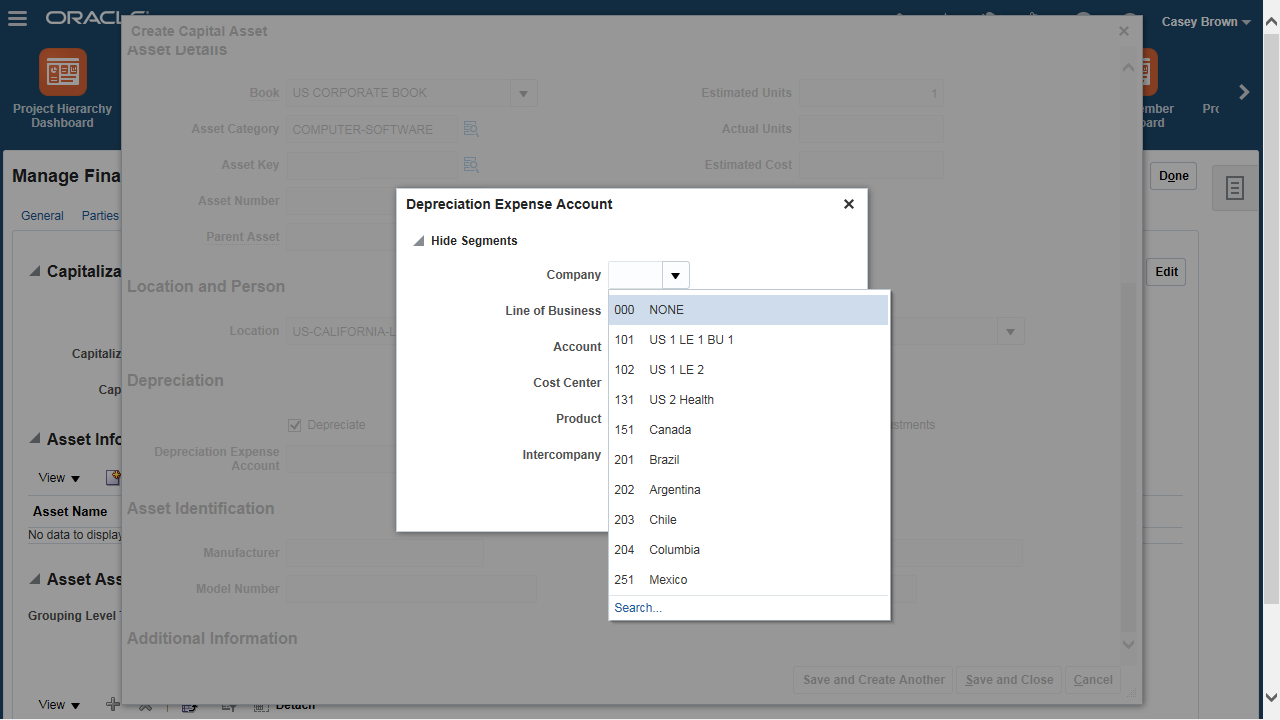 ORACLE
Casey Brown
Project Hierarchy
Dashboard
Create Capital Asset
Asset Details
Book
US CORPORATE BOOK
Estimated Units
1
Asset Category
COMPUTER-SOFTWARE
Actual Units
Asset Key
Estimated Cost
Asset Number
Parent Asset
Manage Fina
Done
General
Parties
Depreciation Expense Account
Hide Segments
Capitaliza
Edit
Company
Location and Person
Line of Business
000 NONE
Location
US-CALIFORNIA-L
101 US 1 LE 1 BU 1
Account
Capitaliz
102 US 1 LE 2
Depreciation
Cost Center
Cap
131 US 2 Health
Product
Depreciate
stments
151 Canada
Asset Info
Depreciation Expense
Account
Intercompany
201 Brazil
View
202 Argentina
Asset Name
Asset Identification
203 Chile
No data to display
Manufacturer
204 Columbia
Asset Ass
251 Mexico
Model Number
Grouping Level
Search...
Additional Information
Save and Create Another
Save and Close
Cancel
View
Detach